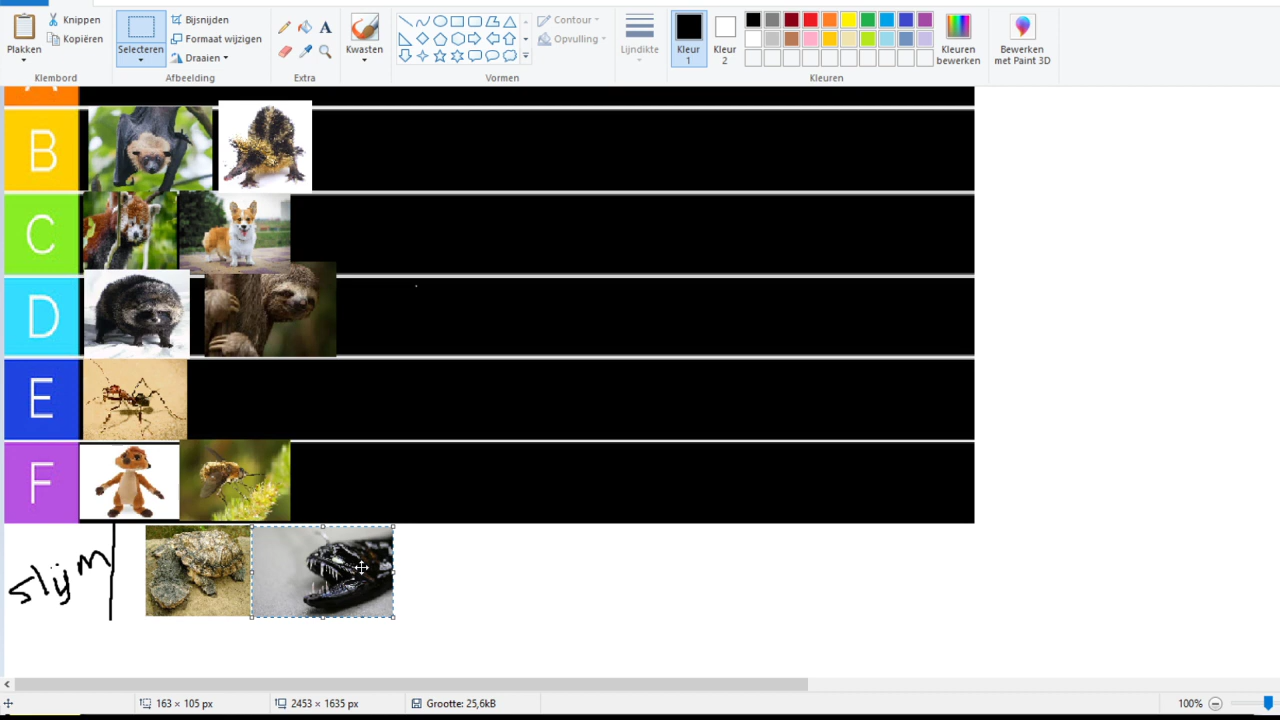 Plakken
Knippen
Kopiëren
Klembord
Selecteren
Bijsnijden
Formaat wijzigen
Draaien
Afbeelding
A
Extra
Kwasten
Contour
Opvulling
Vormen
Lijndikte
Kleur 1
Kleur 2
Kleuren bewerken
Kleuren
Bewerken met Paint 3D
A
B
C
D
E
F
slijm
163 × 105 px
2453 × 1635 px
Grootte: 25,6kB
100%